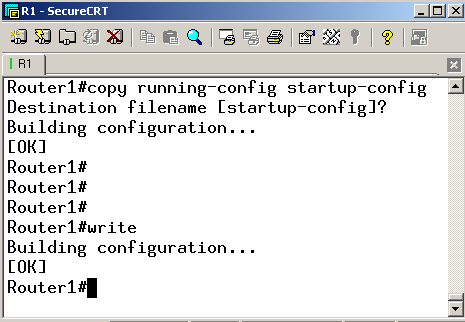 R1 - SecureCRT
R1
Router1#copy running-config startup-config
Destination filename [startup-config]?
Building configuration...
[OK]
Router1#
Router1#
Router1#
Router1#write
Building configuration...
[OK]
Router1#